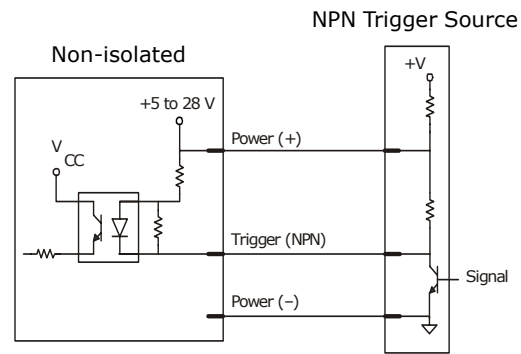 NPN Trigger Source
Non-isolated
+V
+5 to 28 V
Power (+)
V
CC
Trigger (NPN)
Signal
Power (–)